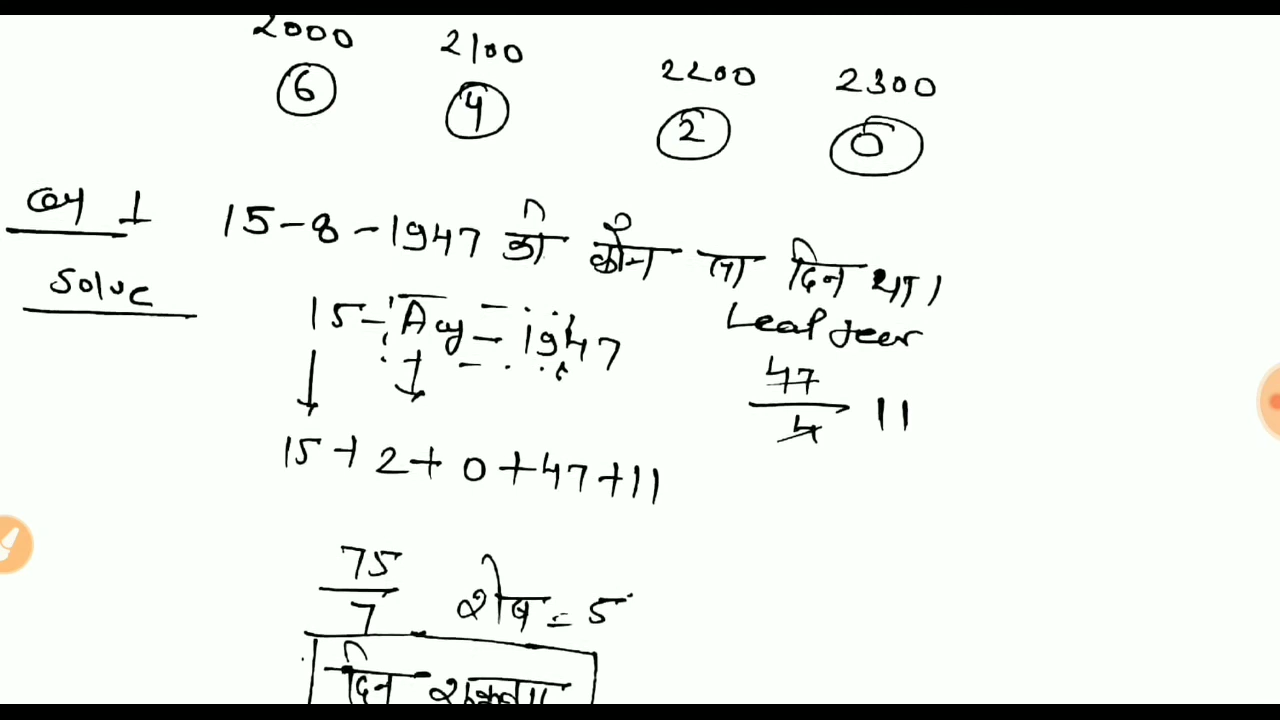 2000 2100 2200 2300
6 4 2 0
1 15-8-1947 को कौन सा दिन था।
Solve
15-Aug-1947 Leap Year
47/4 11
15+2+0+47+11
75/7 शेष = 5
दिन शुक्रवार